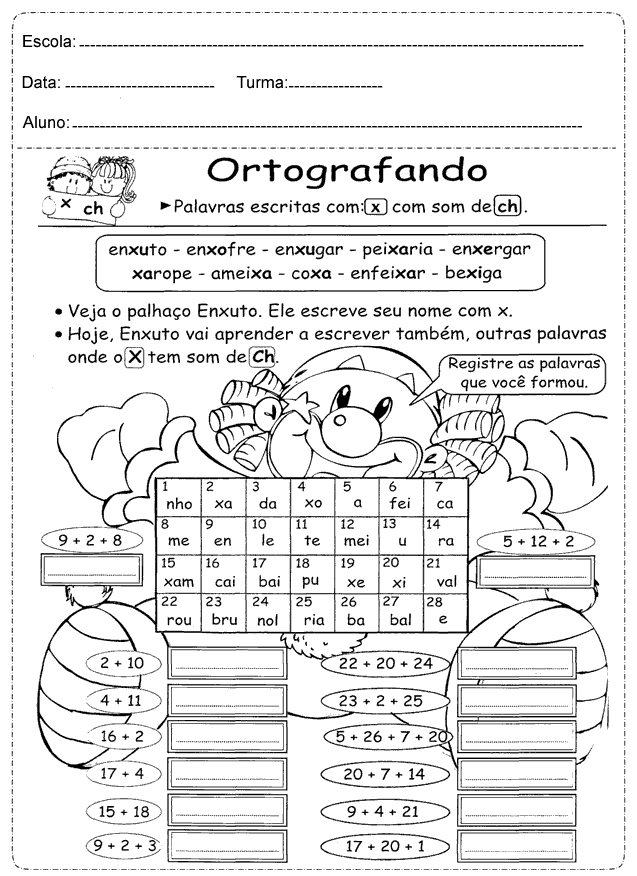 Escola:
Data: Turma:
Aluno:
Ortografando
x ch
►Palavras escritas com: x com som de ch.
enxuto - enxofre - enxugar - peixaria - enxergar
xarope - ameixa - coxa - enfeixar - bexiga
• Veja o palhaço Enxuto. Ele escreve seu nome com x.
• Hoje, Enxuto vai aprender a escrever também, outras palavras
onde o X tem som de Ch.
Registre as palavras
que você formou.
1 2 3 4 5 6 7
nho xa da xo a fei ca
8 9 10 11 12 13 14
me en le te mei u ra
15 16 17 18 19 20 21
xam cai bai pu xe xi val
22 23 24 25 26 27 28
rou bru nol ria ba bal e
9 + 2 + 8
5 + 12 + 2
2 + 10
22 + 20 + 24
4 + 11
23 + 2 + 25
16 + 2
5 + 26 + 7 + 20
17 + 4
20 + 7 + 14
15 + 18
9 + 4 + 21
9 + 2 + 3
17 + 20 + 1